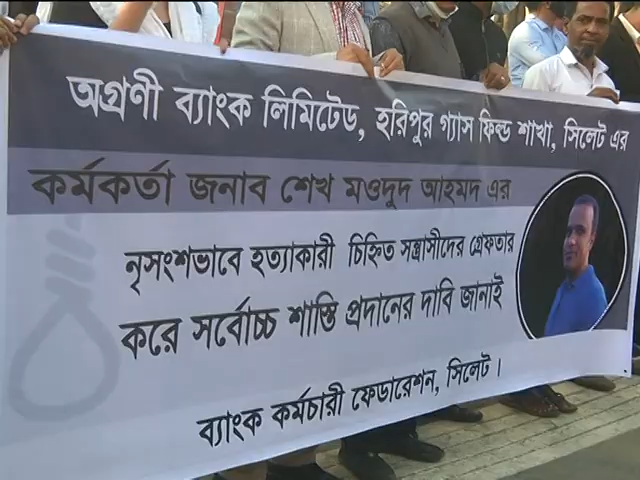 অগ্রণী ব্যাংক লিমিটেড, হরিপুর গ্যাস ফিল্ড শাখা, সিলেট এর
কর্মকর্তা জনাব শেখ মওদুদ আহমদ এর
নৃসংশভাবে হত্যাকারী চিহ্নিত সন্ত্রাসীদের গ্রেফতার
করে সর্বোচ্চ শাস্তি প্রদানের দাবি জানাই
ব্যাংক কর্মচারী ফেডারেশন, সিলেট।